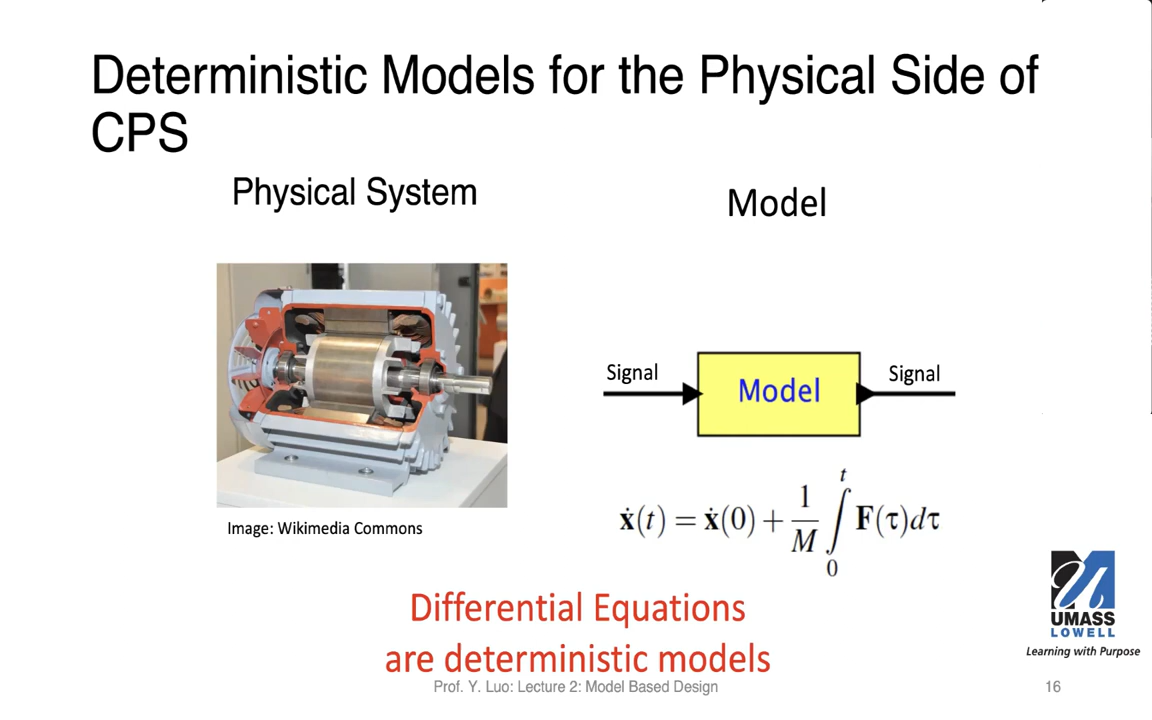 Deterministic Models for the Physical Side of
CPS
Physical System
Model
Signal
Model
Signal
Image: Wikimedia Commons
ẋ(t) = ẋ(0) + 1/M ∫₀ᵗ F(τ)dτ
Differential Equations
are deterministic models
UMASS
LOWELL
Learning with Purpose
Prof. Y. Luo: Lecture 2: Model Based Design
16